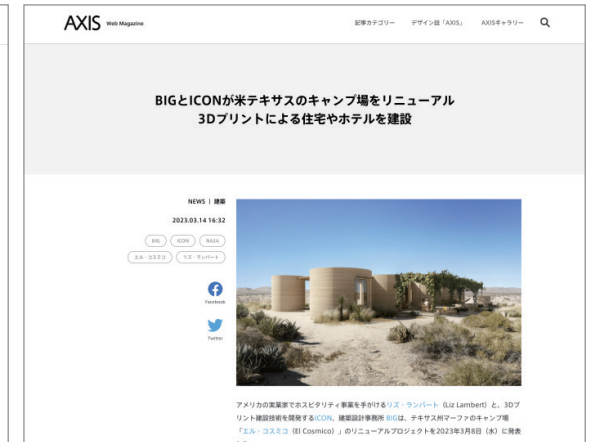 AXIS Web Magazine
記事カテゴリー デザイン誌「AXIS」 AXISギャラリー
BIGとICONが米テキサスのキャンプ場をリニューアル
3Dプリントによる住宅やホテルを建設
NEWS | 建築
2023.03.14 16:32
BIG ICON NASA
エル・コスミコ リズ・ランバート
Facebook
Twitter
アメリカの実業家でホスピタリティ事業を手がけるリズ・ランバート（Liz Lambert）と、3Dプ
リント建設技術を開発するICON、建築設計事務所 BIGは、テキサス州マーファのキャンプ場
「エル・コスミコ（El Cosmico）」のリニューアルプロジェクトを2023年3月8日（水）に発表